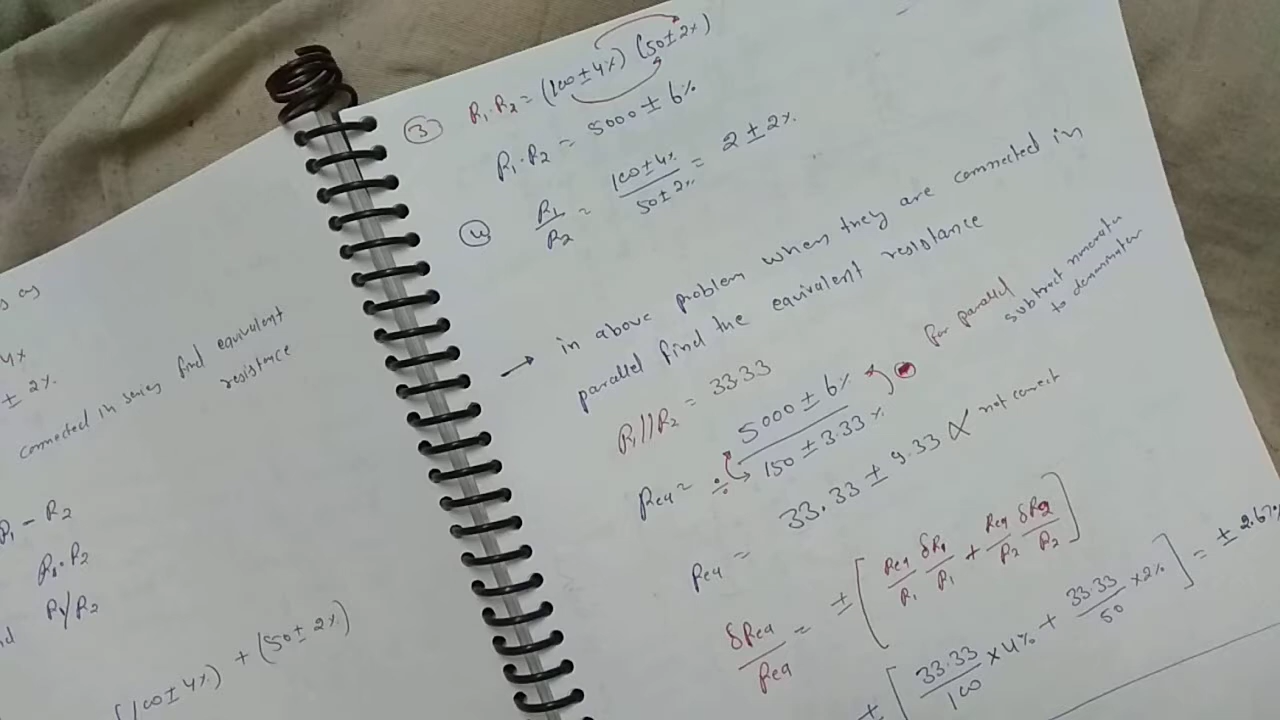 4%
± 2%.
connected in series find equivalent
resistance
R₁ - R₂
R₁·R₂
R₁/R₂
(100 ± 4%) + (50 ± 2%)
③ R₁·R₂ = (100 ± 4%) (50 ± 2%)
R₁·R₂ = 5000 ± 6%
④ R₁/R₂ = 100 ± 4% / 50 ± 2% = 2 ± 2%.
→ in above problem when they are connected in
parallel find the equivalent resistance
R₁//R₂ = 33.33
for parallel
subtract numerator
to denominator
Req = ÷ 5000 ± 6% / 150 ± 3.33%
Req = 33.33 ± 9.33 X not correct
δReq/Req = ± [Req/R₁ δR₁/R₁ + Req/R₂ δR₂/R₂]
± [33.33/100 × 4% + 33.33/50 × 2%] = ± 2.67%